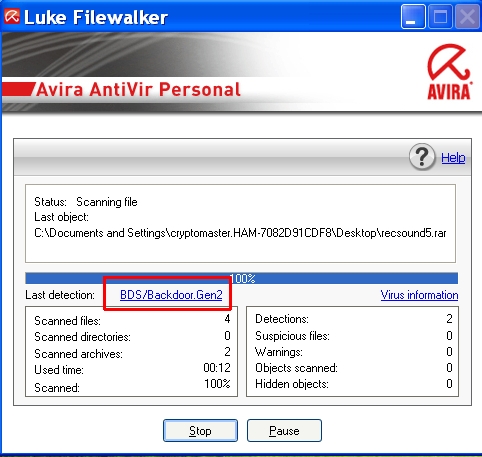 Luke Filewalker
Avira AntiVir Personal
AVIRA
? Help
Status: Scanning file
Last object:
C:\Documents and Settings\cryptomaster.HAM-7082D91CDF8\Desktop\recsound5.rar
100%
Last detection: BDS/Backdoor.Gen2 Virus information
Scanned files: 4
Scanned directories: 0
Scanned archives: 2
Used time: 00:12
Scanned: 100%
Detections: 2
Suspicious files: 0
Warnings: 0
Objects scanned: 0
Hidden objects: 0
Stop Pause